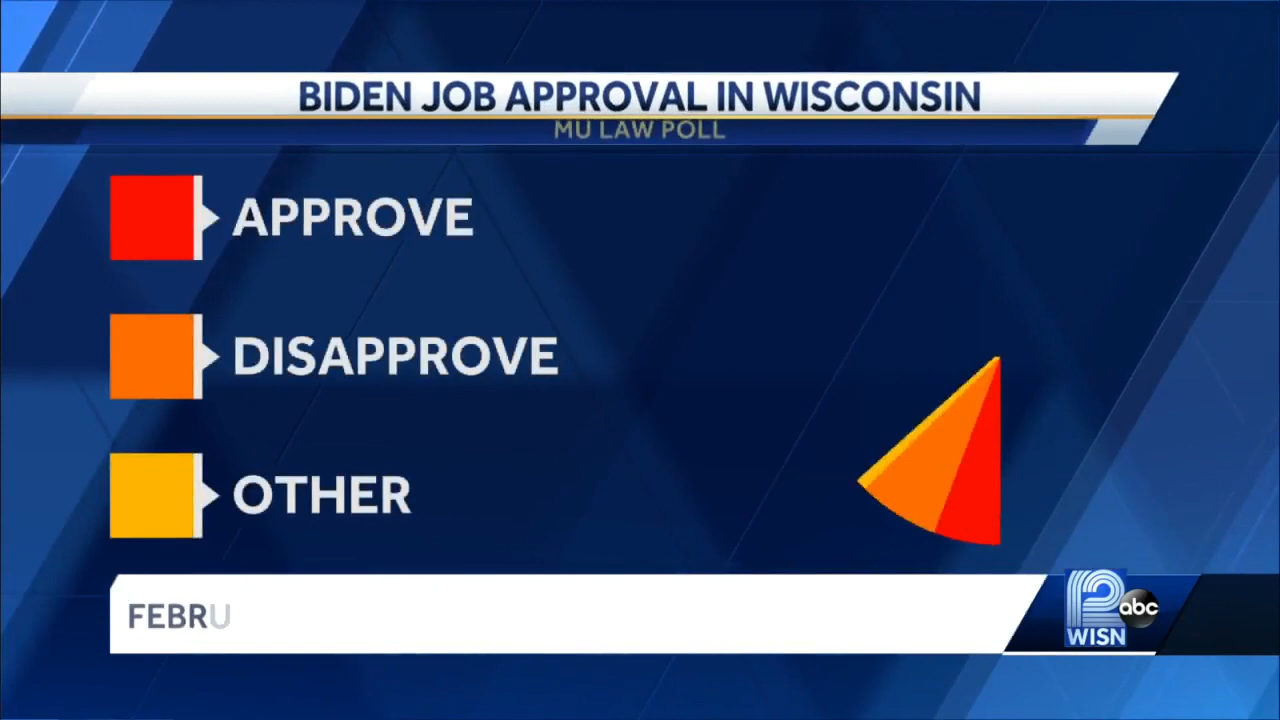 BIDEN JOB APPROVAL IN WISCONSIN
MU LAW POLL
APPROVE
DISAPPROVE
OTHER
FEBRU
12
abc
WISN